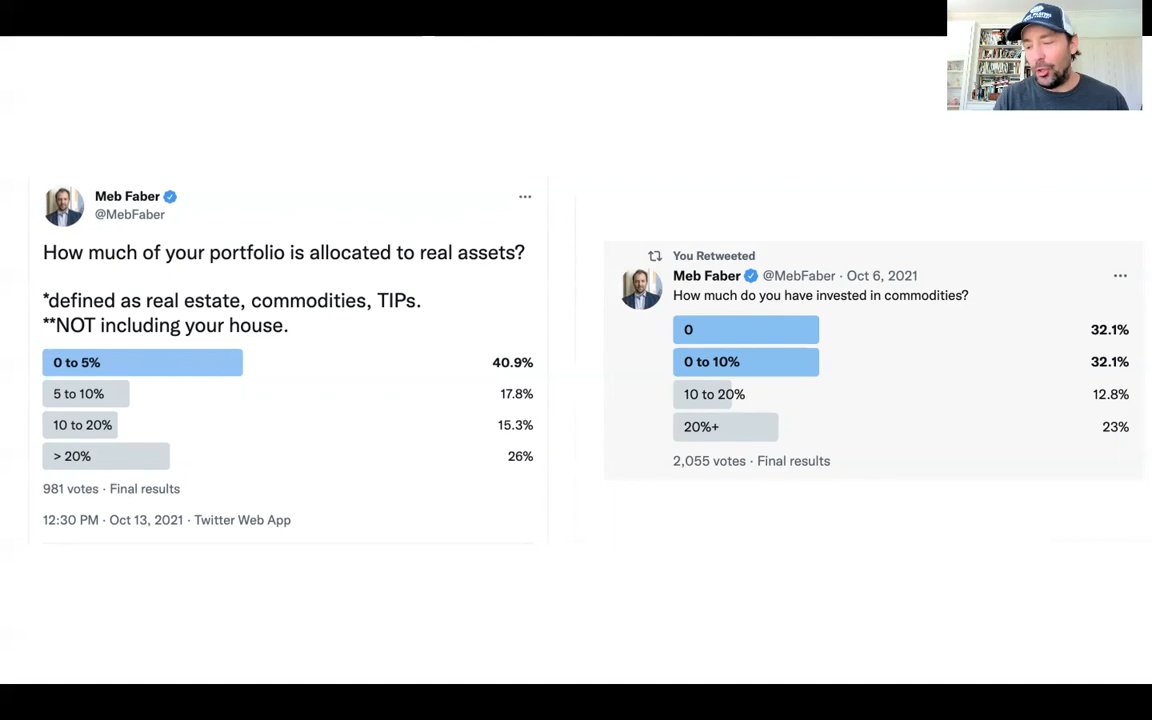 Meb Faber
@MebFaber
How much of your portfolio is allocated to real assets?
*defined as real estate, commodities, TIPs.
**NOT including your house.
0 to 5% 40.9%
5 to 10% 17.8%
10 to 20% 15.3%
> 20% 26%
981 votes · Final results
12:30 PM · Oct 13, 2021 · Twitter Web App
You Retweeted
Meb Faber @MebFaber · Oct 6, 2021
How much do you have invested in commodities?
0 32.1%
0 to 10% 32.1%
10 to 20% 12.8%
20%+ 23%
2,055 votes · Final results